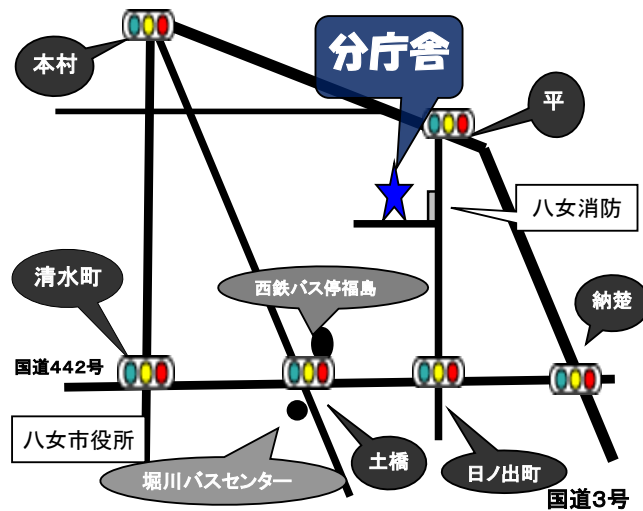 分庁舎
本村
平
八女消防
清水町
西鉄バス停福島
納楚
国道442号
八女市役所
土橋
堀川バスセンター
日ノ出町
国道3号